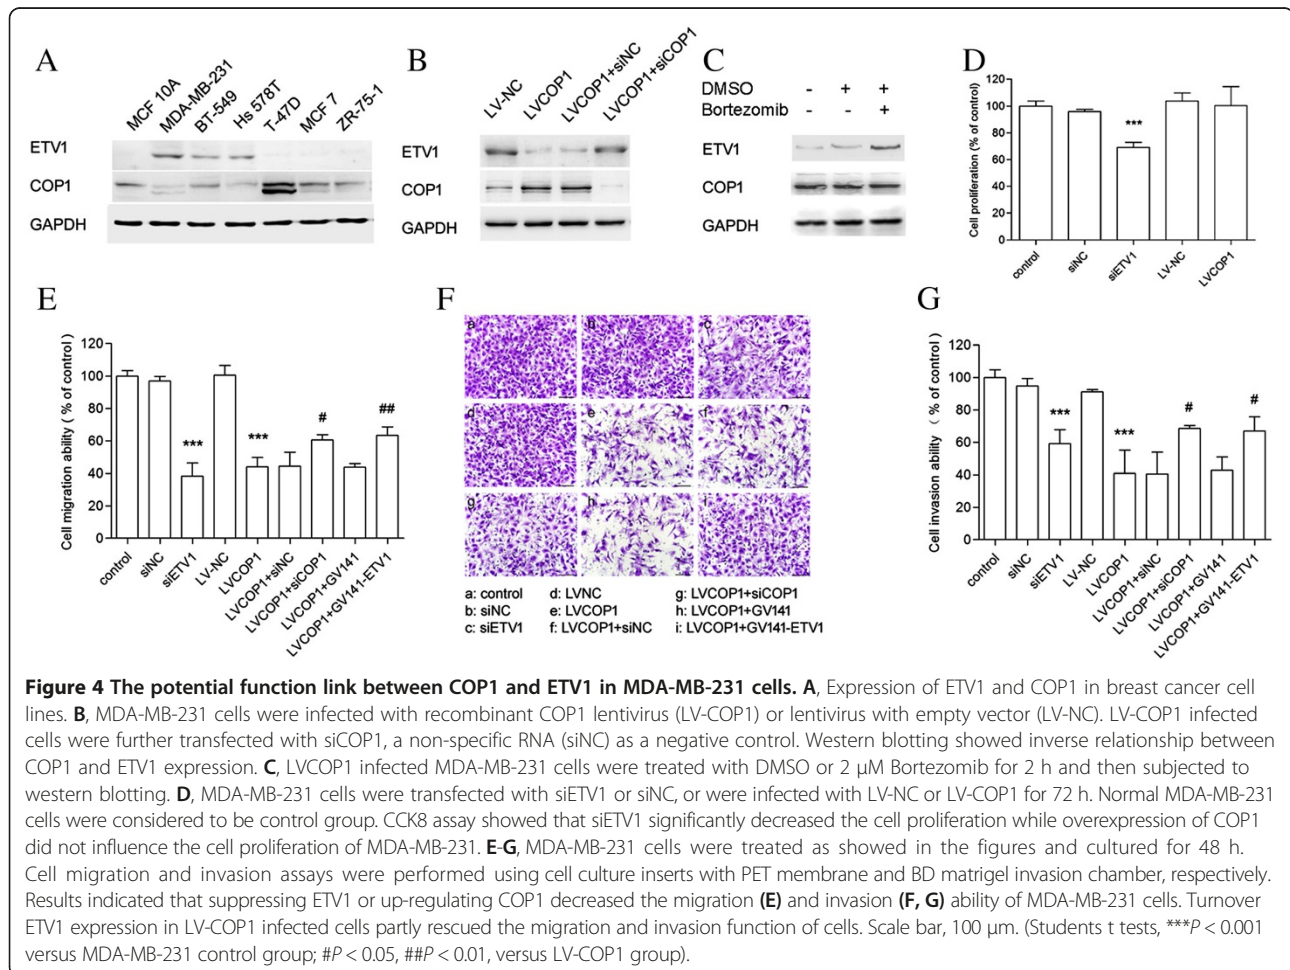 A
MCF 10A
MDA-MB-231
BT-549
Hs 578T
T-47D
MCF 7
ZR-75-1
ETV1
COP1
GAPDH
B
LV-NC
LVCOP1
LVCOP1+siNC
LVCOP1+siCOP1
ETV1
COP1
GAPDH
C
DMSO - + +
Bortezomib - - +
ETV1
COP1
GAPDH
D
Cell proliferation (% of control)
120
100
80
60
40
20
0
***
control
siNC
siETV1
LV-NC
LVCOP1
E
Cell migration ability ( % of control )
120
100
80
60
40
20
0
***
***
#
##
control
siNC
siETV1
LV-NC
LVCOP1
LVCOP1+siNC
LVCOP1+siCOP1
LVCOP1+GV141
LVCOP1+GV141-ETV1
F
a b c
d e f
g h i
a: control d: LVNC g: LVCOP1+siCOP1
b: siNC e: LVCOP1 h: LVCOP1+GV141
c: siETV1 f: LVCOP1+siNC i: LVCOP1+GV141-ETV1
G
Cell invasion ability ( % of control )
120
100
80
60
40
20
0
***
***
#
#
control
siNC
siETV1
LV-NC
LVCOP1
LVCOP1+siNC
LVCOP1+siCOP1
LVCOP1+GV141
LVCOP1+GV141-ETV1
Figure 4 The potential function link between COP1 and ETV1 in MDA-MB-231 cells. A, Expression of ETV1 and COP1 in breast cancer cell
lines. B, MDA-MB-231 cells were infected with recombinant COP1 lentivirus (LV-COP1) or lentivirus with empty vector (LV-NC). LV-COP1 infected
cells were further transfected with siCOP1, a non-specific RNA (siNC) as a negative control. Western blotting showed inverse relationship between
COP1 and ETV1 expression. C, LVCOP1 infected MDA-MB-231 cells were treated with DMSO or 2 μM Bortezomib for 2 h and then subjected to
western blotting. D, MDA-MB-231 cells were transfected with siETV1 or siNC, or were infected with LV-NC or LV-COP1 for 72 h. Normal MDA-MB-231
cells were considered to be control group. CCK8 assay showed that siETV1 significantly decreased the cell proliferation while overexpression of COP1
did not influence the cell proliferation of MDA-MB-231. E-G, MDA-MB-231 cells were treated as showed in the figures and cultured for 48 h.
Cell migration and invasion assays were performed using cell culture inserts with PET membrane and BD matrigel invasion chamber, respectively.
Results indicated that suppressing ETV1 or up-regulating COP1 decreased the migration (E) and invasion (F, G) ability of MDA-MB-231 cells. Turnover
ETV1 expression in LV-COP1 infected cells partly rescued the migration and invasion function of cells. Scale bar, 100 μm. (Students t tests, ***P < 0.001
versus MDA-MB-231 control group; #P < 0.05, ##P < 0.01, versus LV-COP1 group).